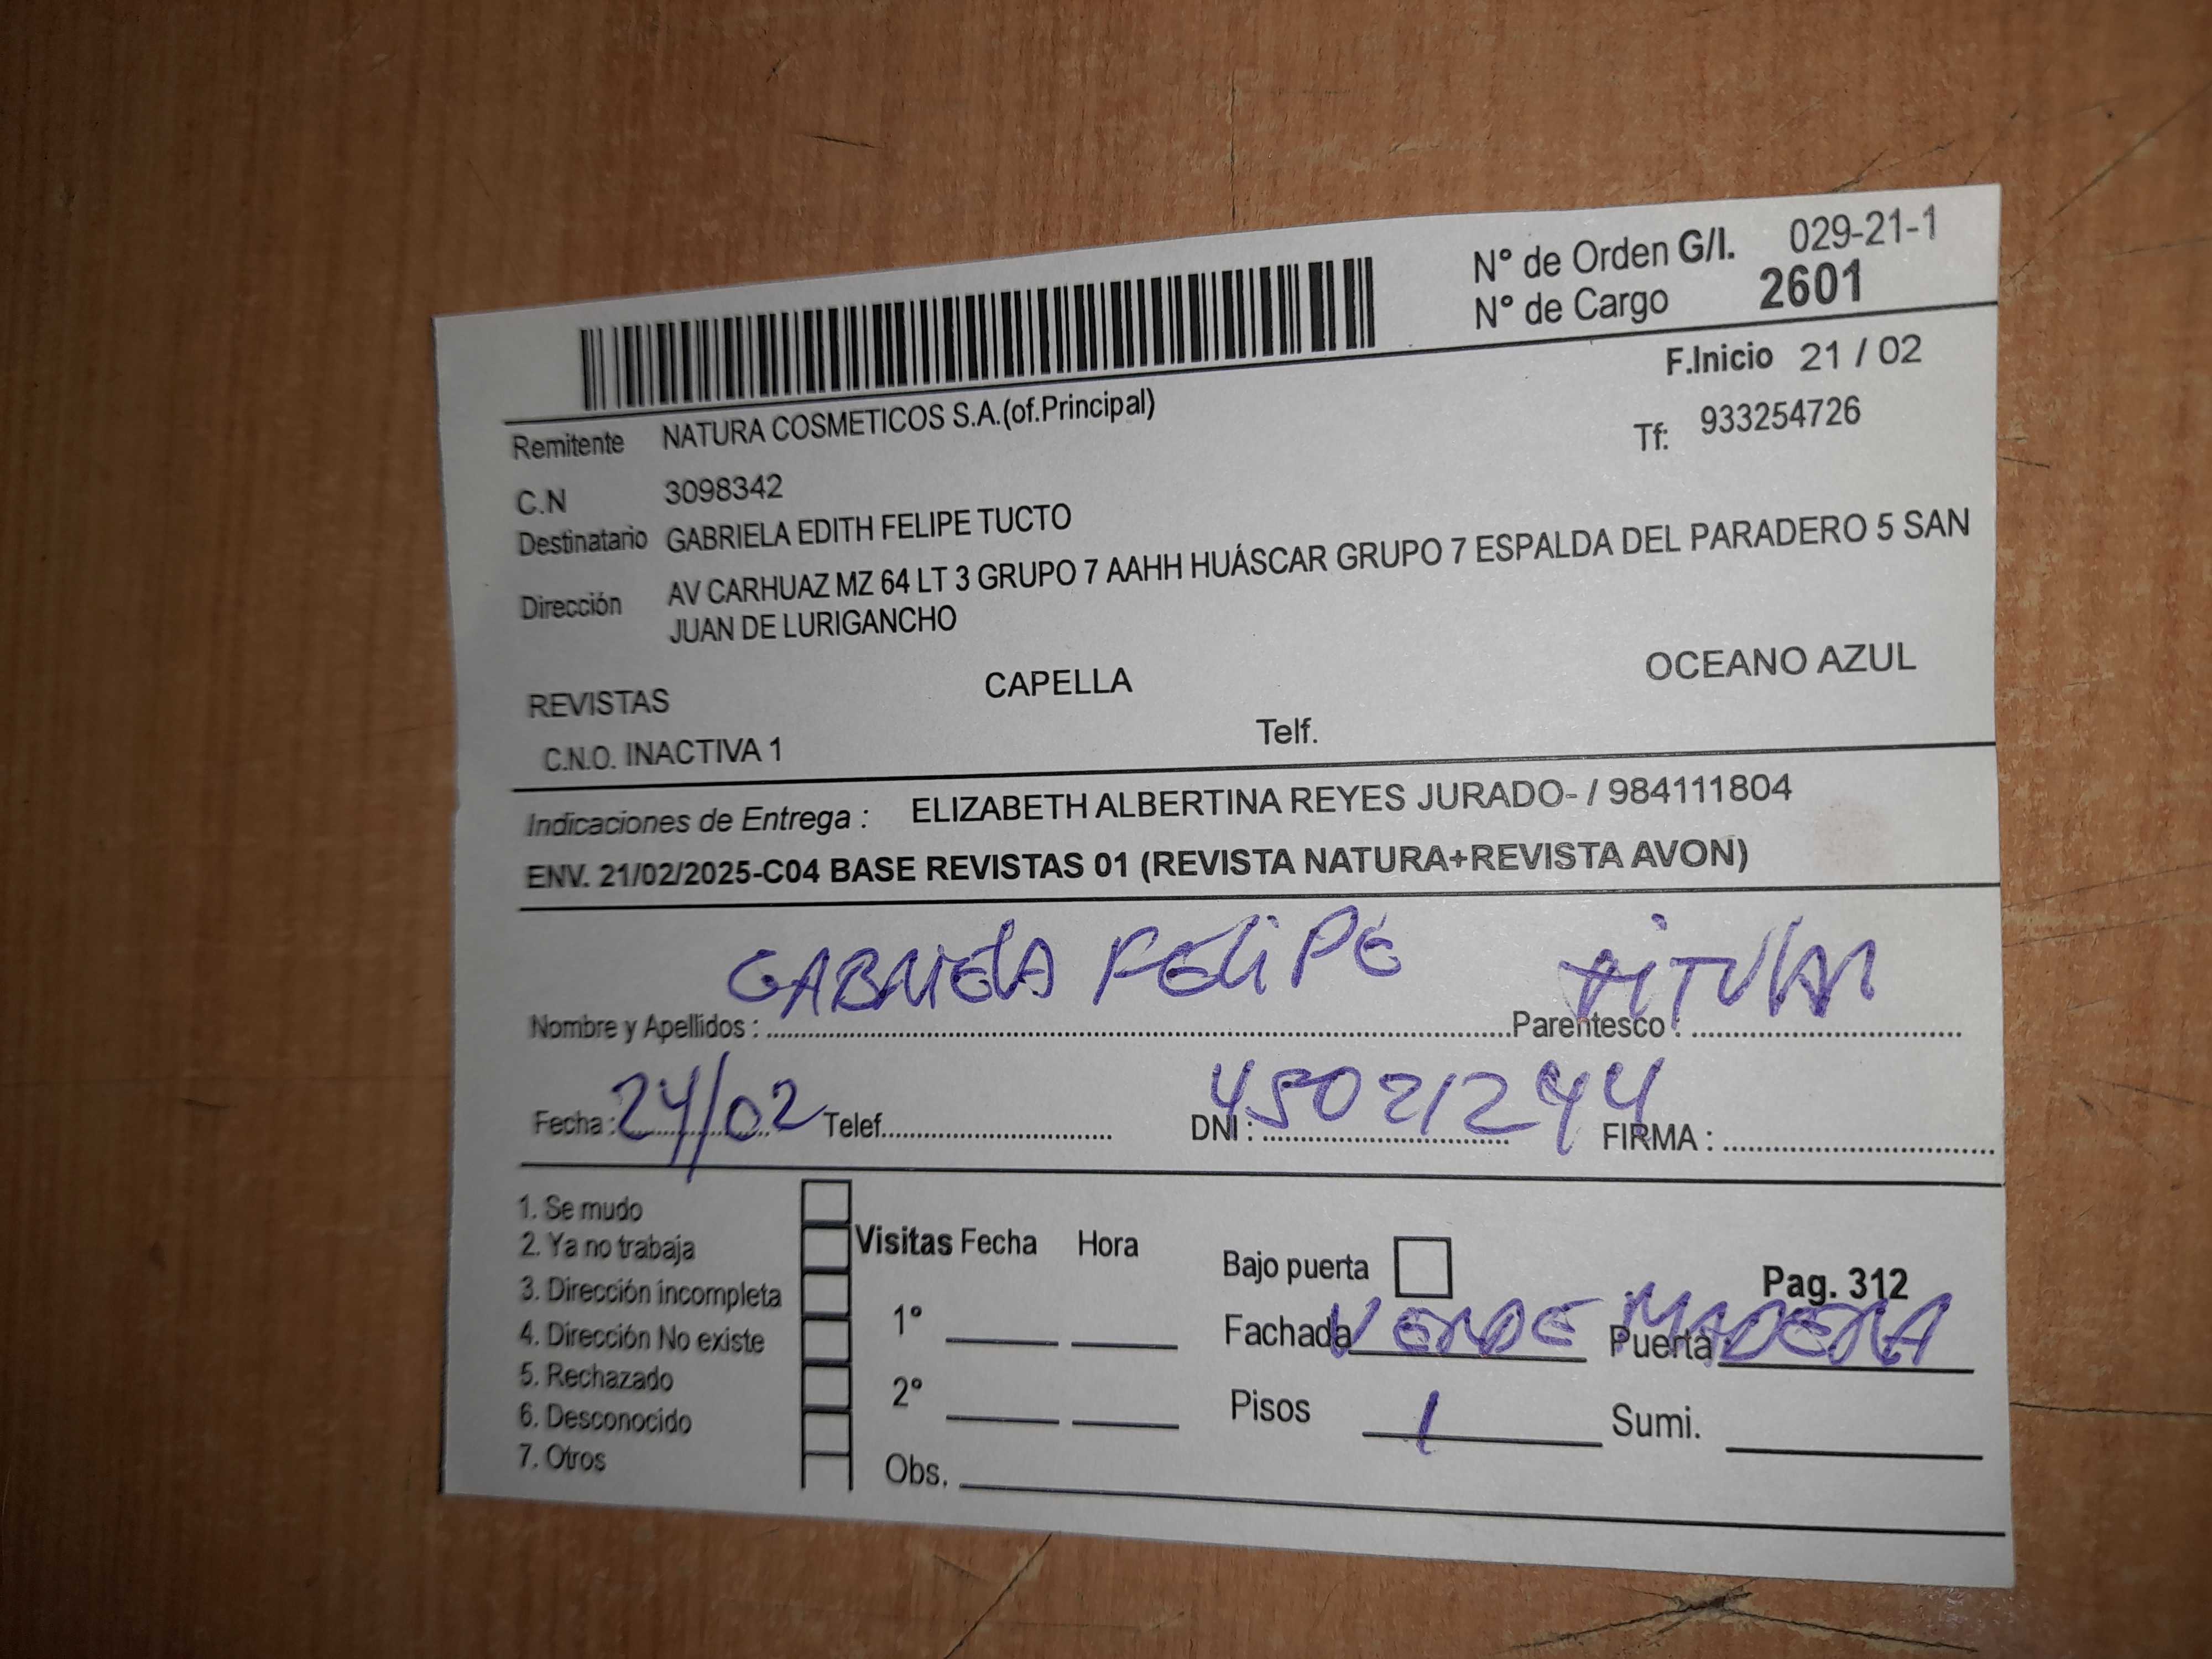 N° de Orden G/I. 029-21-1
N° de Cargo 2601
F.Inicio 21 / 02
Remitente NATURA COSMETICOS S.A.(of.Principal)
Tf: 933254726
C.N 3098342
Destinatario GABRIELA EDITH FELIPE TUCTO
Dirección AV CARHUAZ MZ 64 LT 3 GRUPO 7 AAHH HUÁSCAR GRUPO 7 ESPALDA DEL PARADERO 5 SAN
JUAN DE LURIGANCHO
REVISTAS CAPELLA OCEANO AZUL
C.N.O. INACTIVA 1 Telf.
Indicaciones de Entrega : ELIZABETH ALBERTINA REYES JURADO- / 984111804
ENV. 21/02/2025-C04 BASE REVISTAS 01 (REVISTA NATURA+REVISTA AVON)
Nombre y Apellidos : GABRIELA FELIPE Parentesco : TITULAR
Fecha : 24/02 Telef. DNI : 45021244 FIRMA :
1. Se mudo
2. Ya no trabaja
3. Dirección incompleta
4. Dirección No existe
5. Rechazado
6. Desconocido
7. Otros
Visitas Fecha Hora
1°
2°
Obs.
Bajo puerta Pag. 312
Fachada VERDE Puerta MADERA
Pisos 1 Sumi.